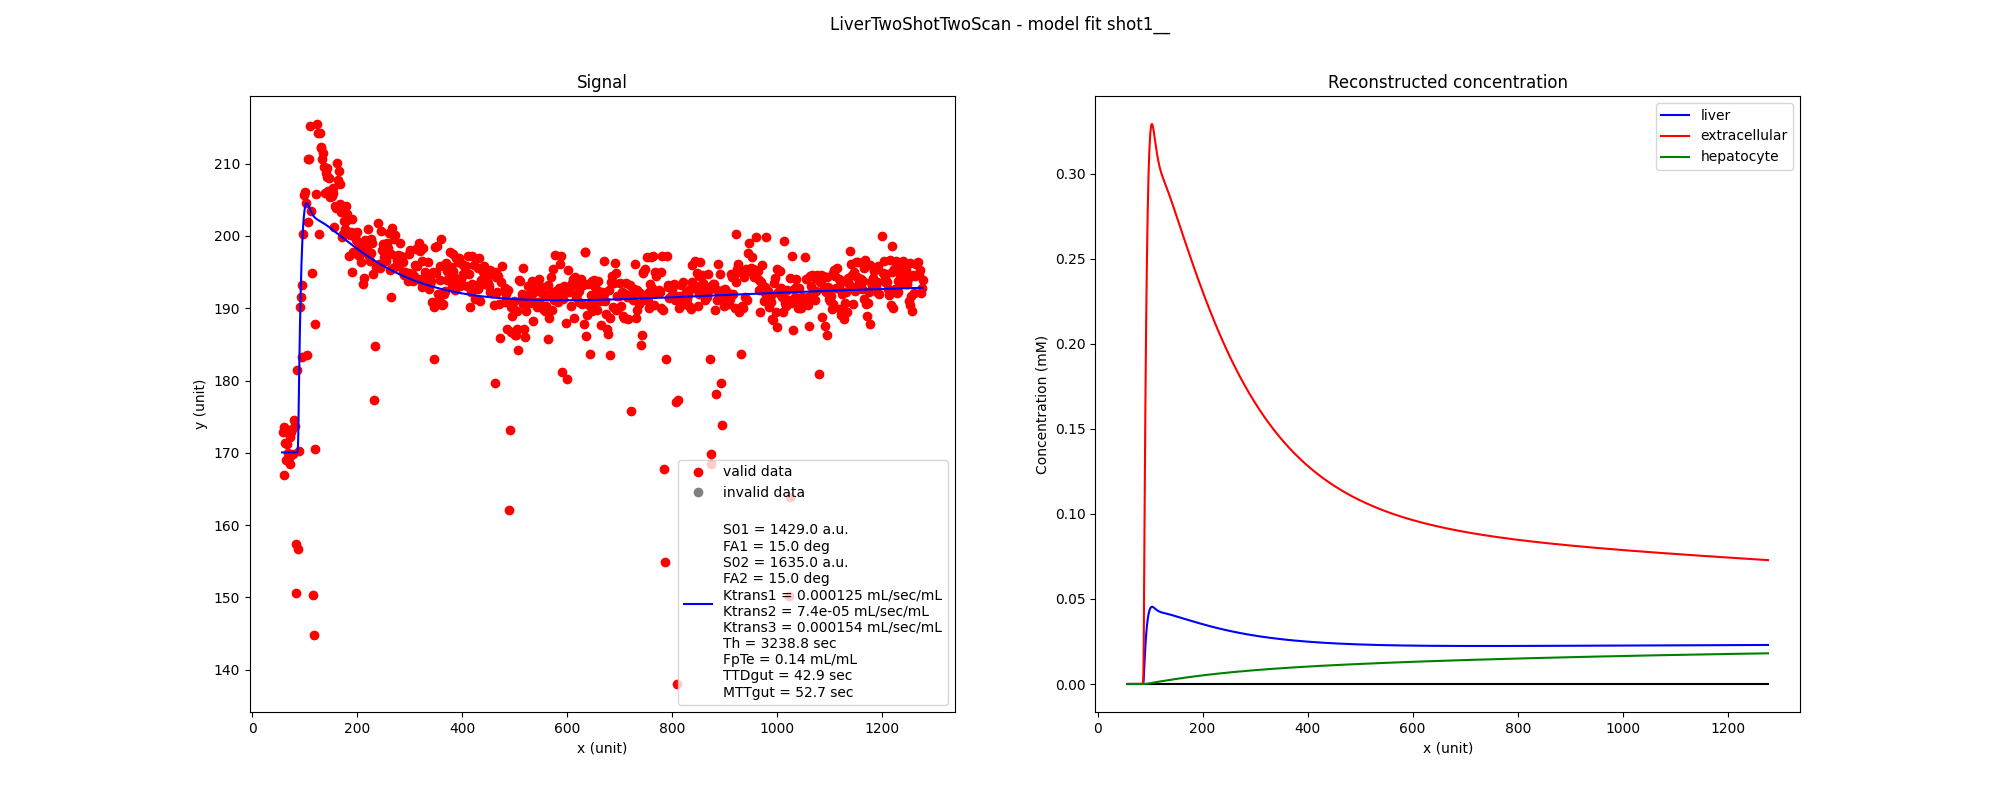 LiverTwoShotTwoScan - model fit shot1__
Signal
210
200
190
180
170
160
150
140
y (unit)
0 200 400 600 800 1000 1200
x (unit)
valid data
invalid data
S01 = 1429.0 a.u.
FA1 = 15.0 deg
S02 = 1635.0 a.u.
FA2 = 15.0 deg
Ktrans1 = 0.000125 mL/sec/mL
Ktrans2 = 7.4e-05 mL/sec/mL
Ktrans3 = 0.000154 mL/sec/mL
Th = 3238.8 sec
FpTe = 0.14 mL/mL
TTDgut = 42.9 sec
MTTgut = 52.7 sec
Reconstructed concentration
0.30
0.25
0.20
0.15
0.10
0.05
0.00
Concentration (mM)
0 200 400 600 800 1000 1200
x (unit)
liver
extracellular
hepatocyte